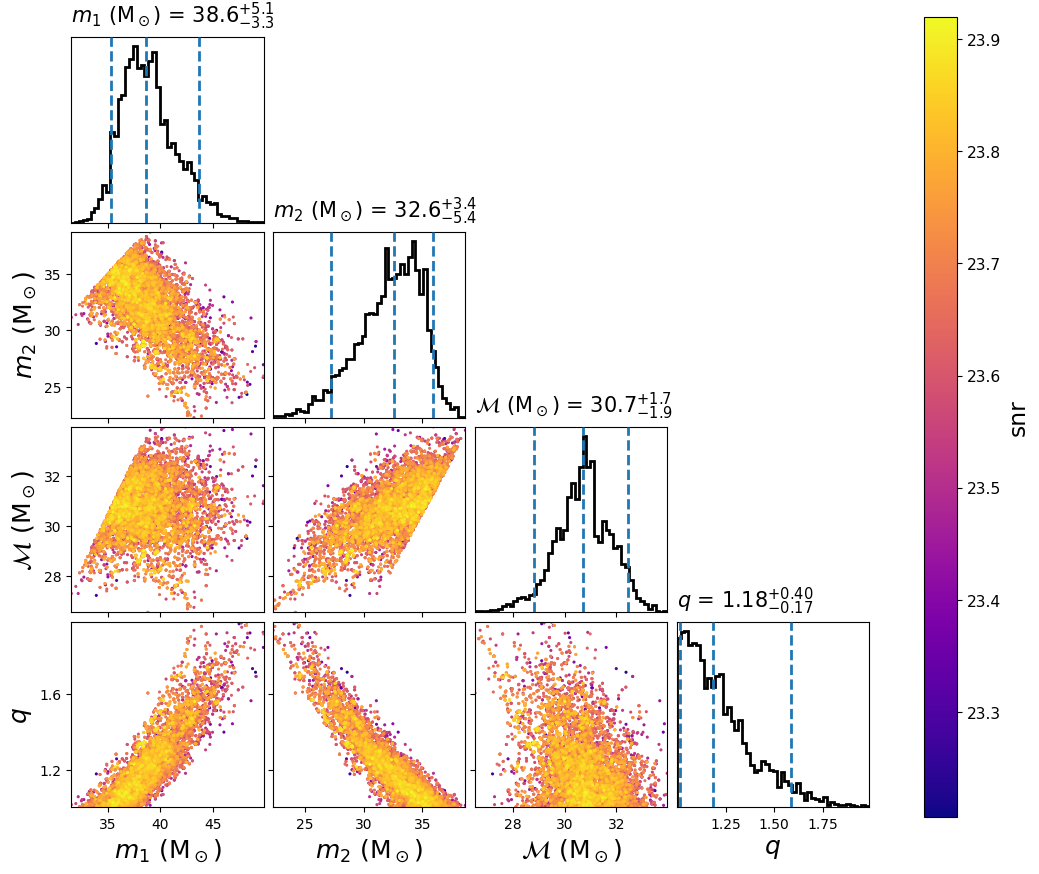 m₁ (M⊙) = 38.6⁺⁵·¹₋₃.₃
23.9
23.8
m₂ (M⊙) = 32.6⁺³·⁴₋₅.₄
35
30
25
m₂ (M⊙)
23.7
23.6
ℳ (M⊙) = 30.7⁺¹·⁷₋₁.₉
32
30
28
ℳ (M⊙)
snr
23.5
23.4
q = 1.18⁺⁰·⁴⁰₋₀.₁₇
1.6
1.2
q
23.3
35 40 45 25 30 35 28 30 32 1.25 1.50 1.75
m₁ (M⊙) m₂ (M⊙) ℳ (M⊙) q